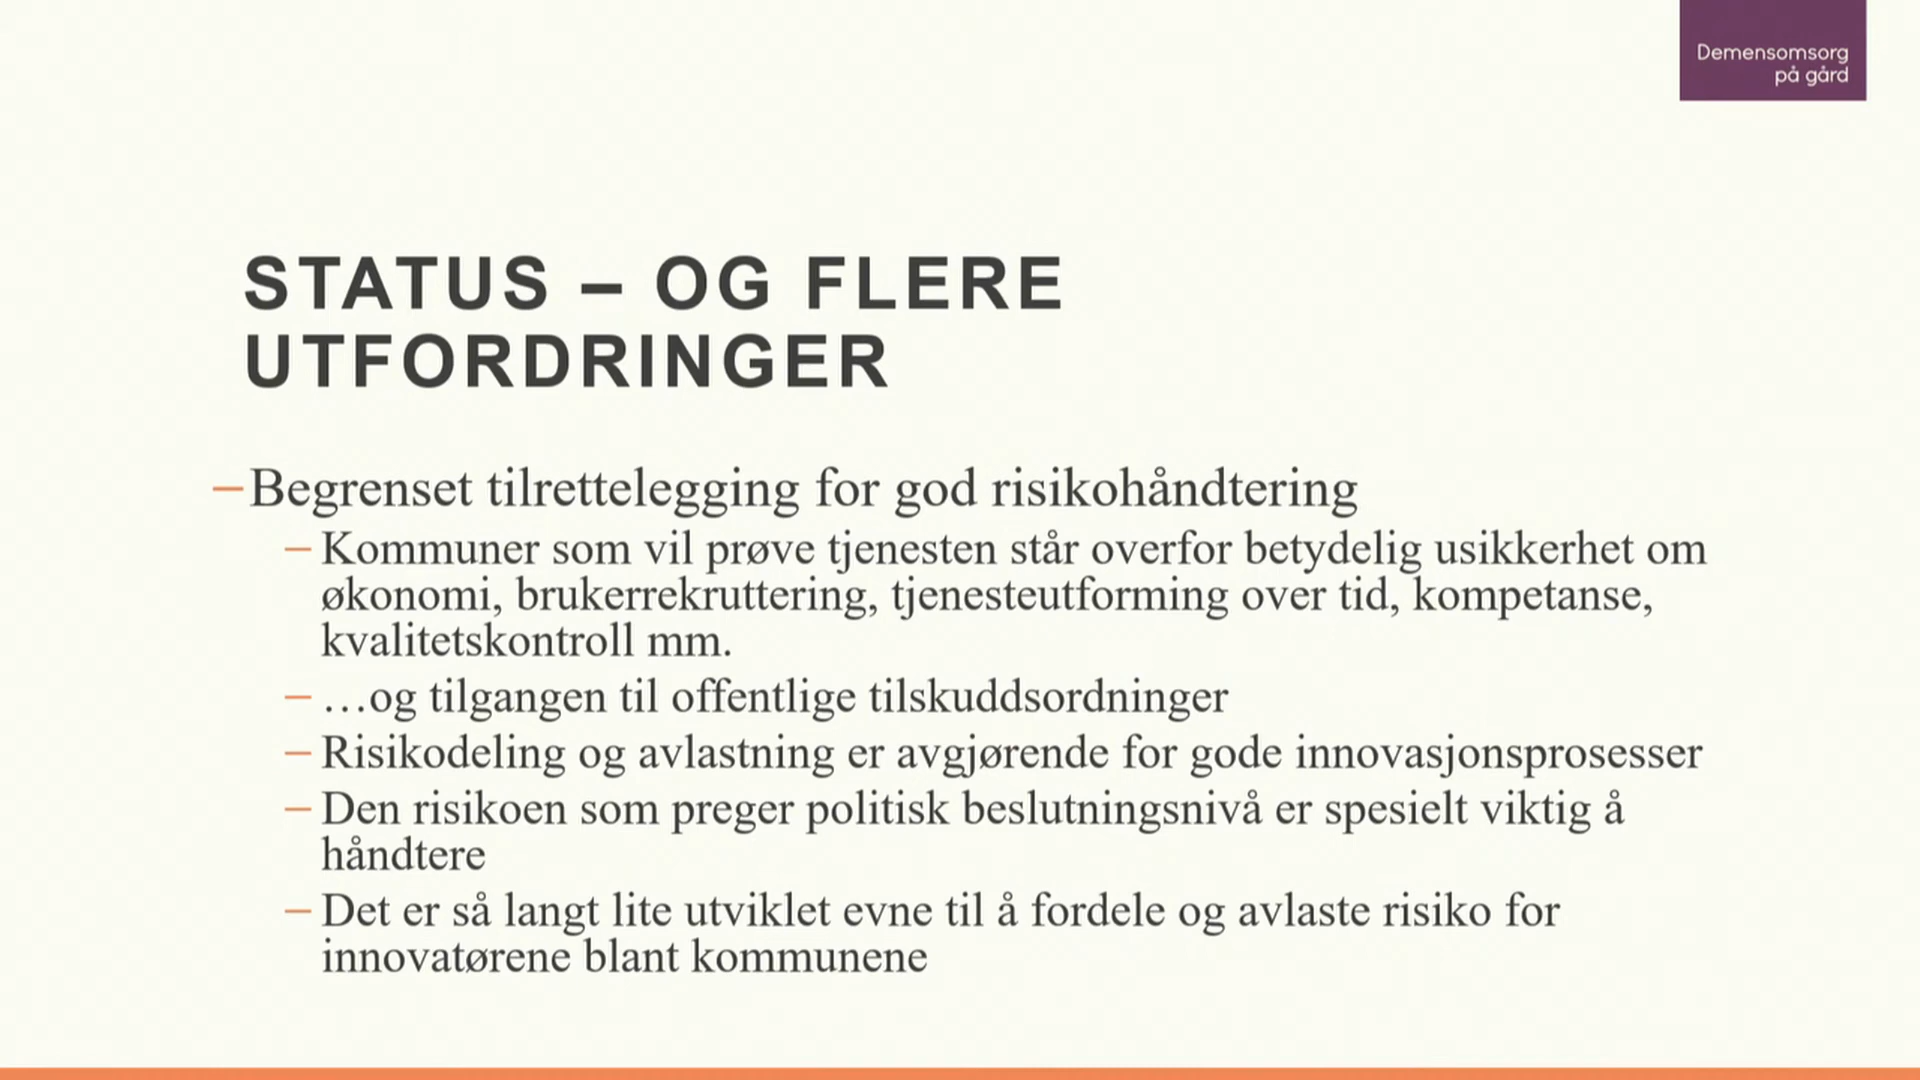 Demensomsorg
på gård
STATUS – OG FLERE
UTFORDRINGER
– Begrenset tilrettelegging for god risikohåndtering
– Kommuner som vil prøve tjenesten står overfor betydelig usikkerhet om
økonomi, brukerrekruttering, tjenesteutforming over tid, kompetanse,
kvalitetskontroll mm.
– …og tilgangen til offentlige tilskuddsordninger
– Risikodeling og avlastning er avgjørende for gode innovasjonsprosesser
– Den risikoen som preger politisk beslutningsnivå er spesielt viktig å
håndtere
– Det er så langt lite utviklet evne til å fordele og avlaste risiko for
innovatørene blant kommunene